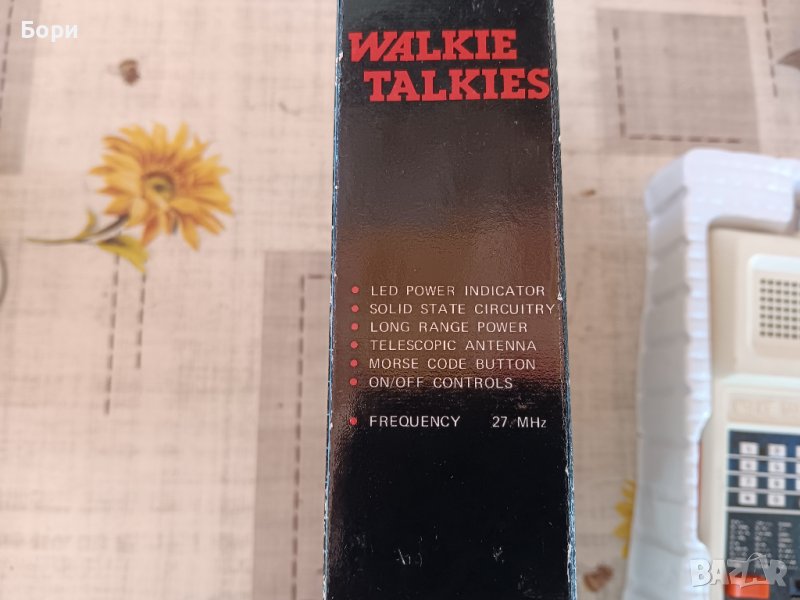 Бори
WALKIE
TALKIES
• LED POWER INDICATOR
• SOLID STATE CIRCUITRY
• LONG RANGE POWER
• TELESCOPIC ANTENNA
• MORSE CODE BUTTON
• ON/OFF CONTROLS
• FREQUENCY 27 MHz
BAZAR